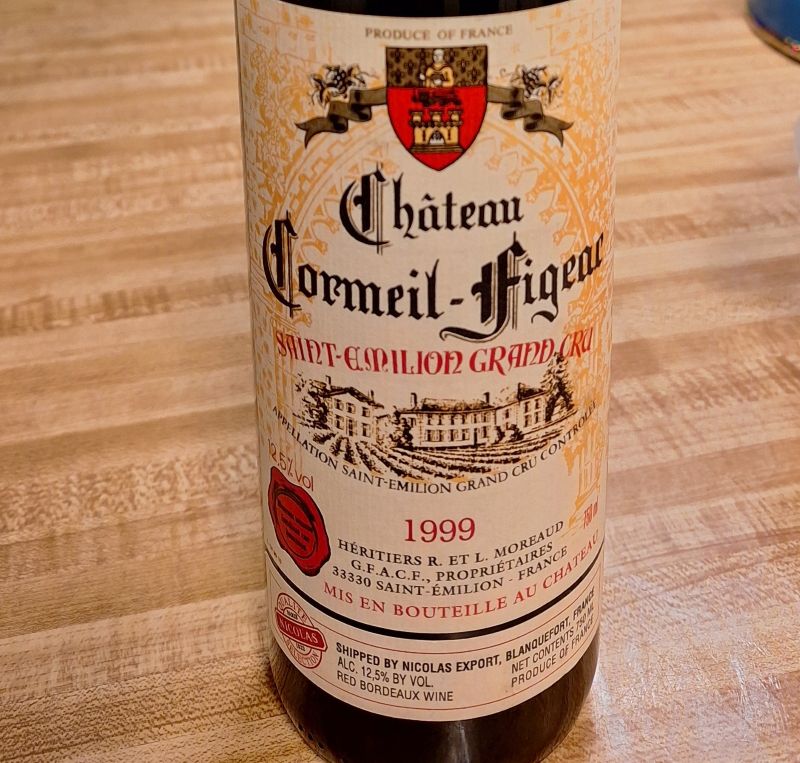 PRODUCE OF FRANCE
Château
Cormeil-Figeac
SAINT-EMILION GRAND CRU
APPELLATION SAINT-EMILION GRAND CRU CONTROLÉE
12,5% Vol
750 ml
1999
HÉRITIERS R. ET L. MOREAUD
G.F.A.C.F., PROPRIÉTAIRES
33330 SAINT-ÉMILION - FRANCE
MIS EN BOUTEILLE AU CHATEAU
NICOLAS
SHIPPED BY NICOLAS EXPORT, BLANQUEFORT, FRANCE
ALC. 12,5% BY VOL.
NET CONTENTS 750 ML
RED BORDEAUX WINE
PRODUCE OF FRANCE